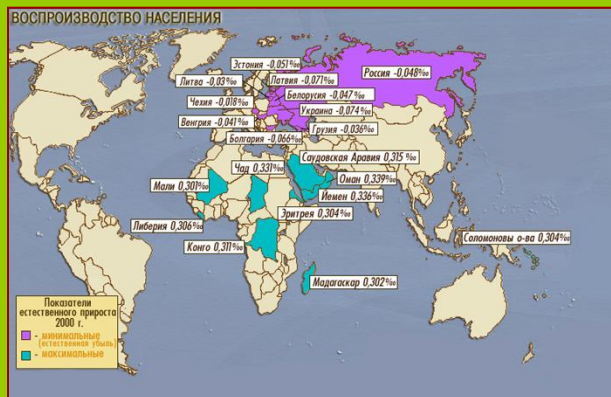 ВОСПРОИЗВОДСТВО НАСЕЛЕНИЯ
Эстония -0,051‰
Литва -0,03‰
Латвия -0,071‰
Россия -0,048‰
Белорусия -0,047‰
Чехия -0,018‰
Украина -0,074‰
Венгрия -0,041‰
Грузия -0,036‰
Болгария -0,066‰
Саудовская Аравия 0,315 ‰
Чад 0,331‰
Оман 0,339‰
Мали 0,301‰
Йемен 0,336‰
Эритрея 0,304‰
Либерия 0,306‰
Соломоновы о-ва 0,304‰
Конго 0,311‰
Мадагаскар 0,302‰
Показатели
естественного прироста
2000 г.
- минимальные
(естественная убыль)
- максимальные